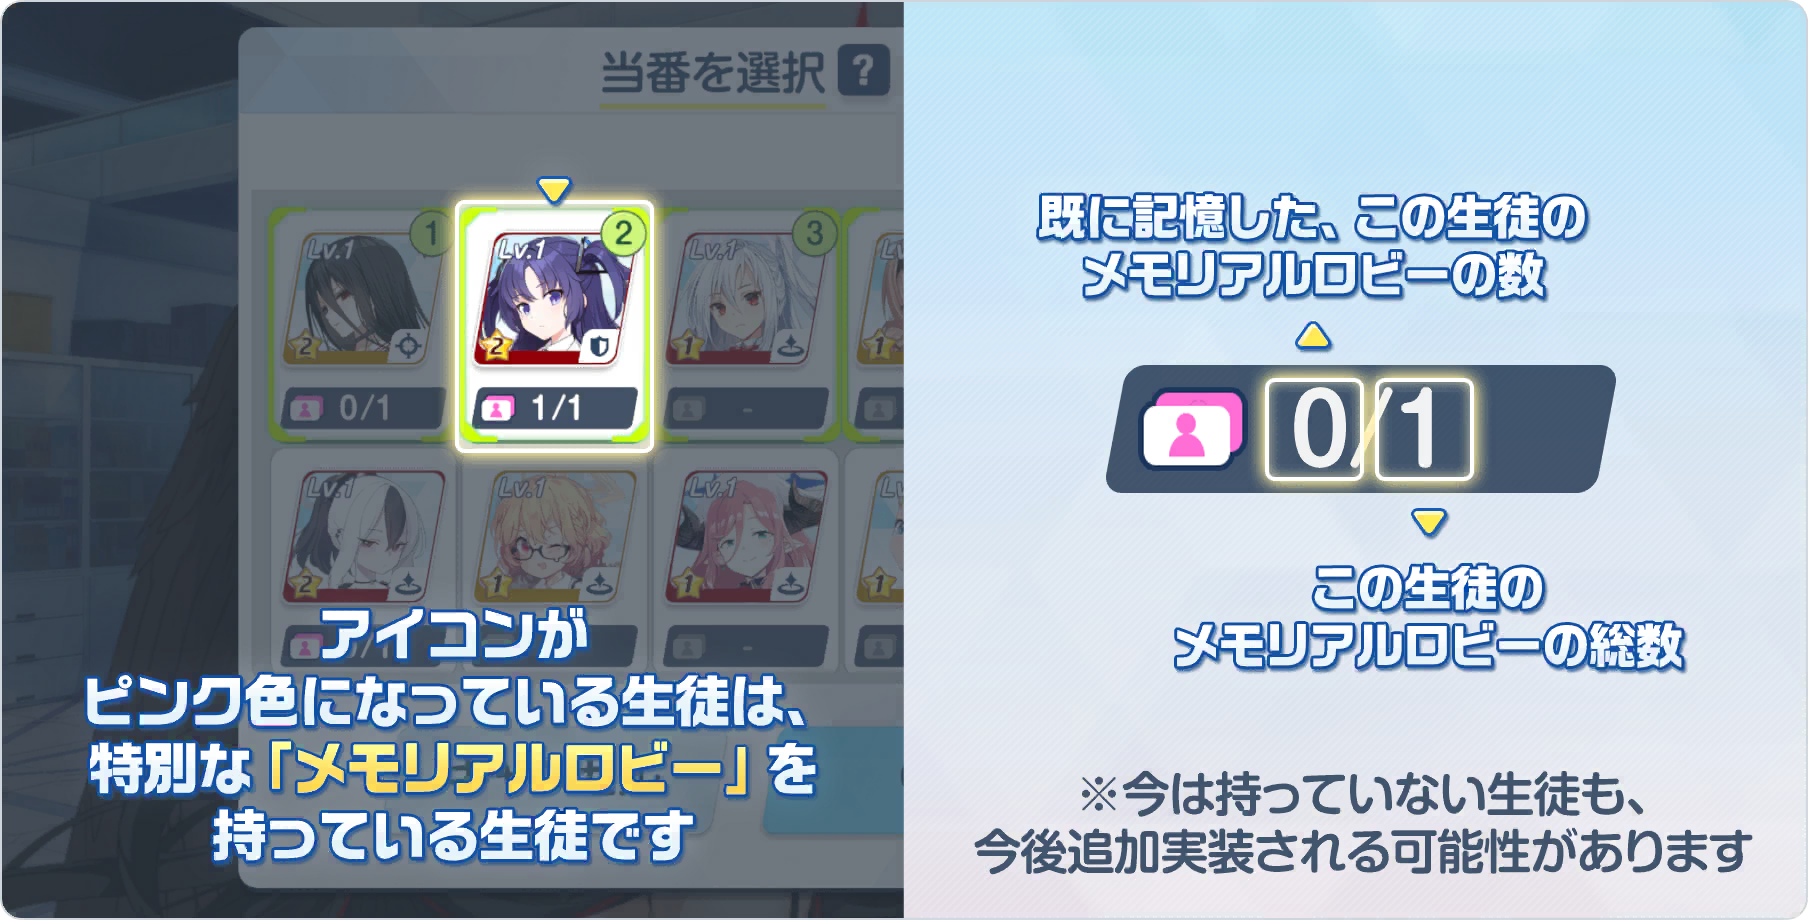 当番を選択 ?
1
2
3
Lv.1
Lv.1
Lv.1
2
2
1
1
0/1
1/1
-
Lv.1
Lv.1
Lv.1
2
1
1
1
-
アイコンが
ピンク色になっている生徒は、
特別な「メモリアルロビー」を
持っている生徒です
既に記憶した、この生徒の
メモリアルロビーの数
0/1
この生徒の
メモリアルロビーの総数
※今は持っていない生徒も、
今後追加実装される可能性があります